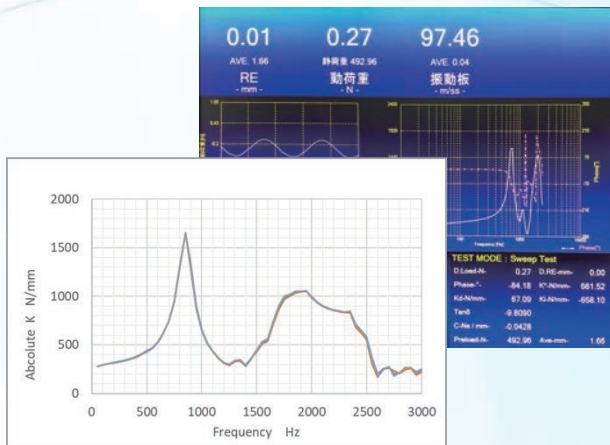 0.01 0.27 97.46
AVE. 1.66 静荷重 492.96 AVE. 0.04
RE 動荷重 振動板
- mm - - N - - m/ss -
Phase[°]
Frequency [Hz]
TEST MODE : Sweep Test
D.Load-N- 0.27 D.RE-mm- 0.00
Phase-°- -84.18 K*-N/mm- 661.52
Kd-N/mm- 67.09 Ki-N/mm- -658.10
Tanδ -9.8090
C-Ns / mm- -0.0428
Preload-N- 492.96 Ave-mm- 1.66
2000
1500
1000
500
0
0 500 1000 1500 2000 2500 3000
Abcolute K N/mm
Frequency Hz